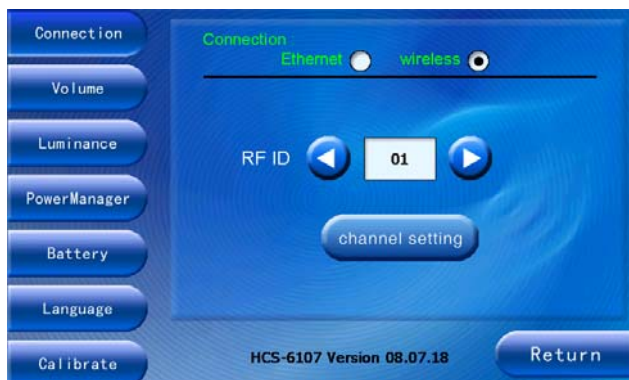 Connection
Volume
Luminance
PowerManager
Battery
Language
Calibrate
Connection :
Ethernet wireless
RF ID 01
channel setting
HCS-6107 Version 08.07.18
Return